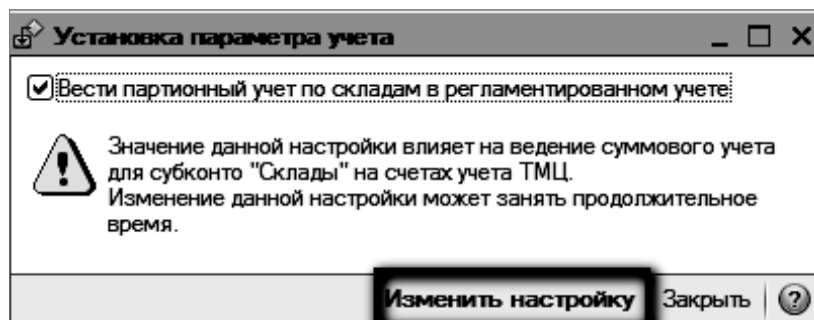 Установка параметра учета
Вести партионный учет по складам в регламентированном учете
Значение данной настройки влияет на ведение суммового учета
для субконто "Склады" на счетах учета ТМЦ.
Изменение данной настройки может занять продолжительное
время.
Изменить настройку Закрыть ?